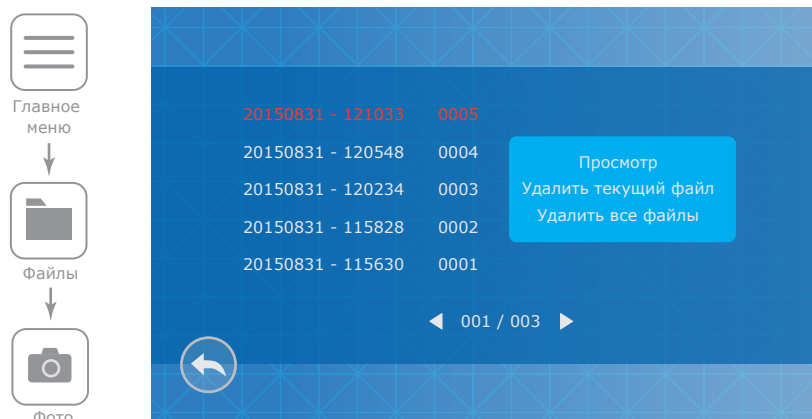 Главное
меню
Файлы
Фото
20150831 - 121033 0005
20150831 - 120548 0004
20150831 - 120234 0003
20150831 - 115828 0002
20150831 - 115630 0001
Просмотр
Удалить текущий файл
Удалить все файлы
001 / 003